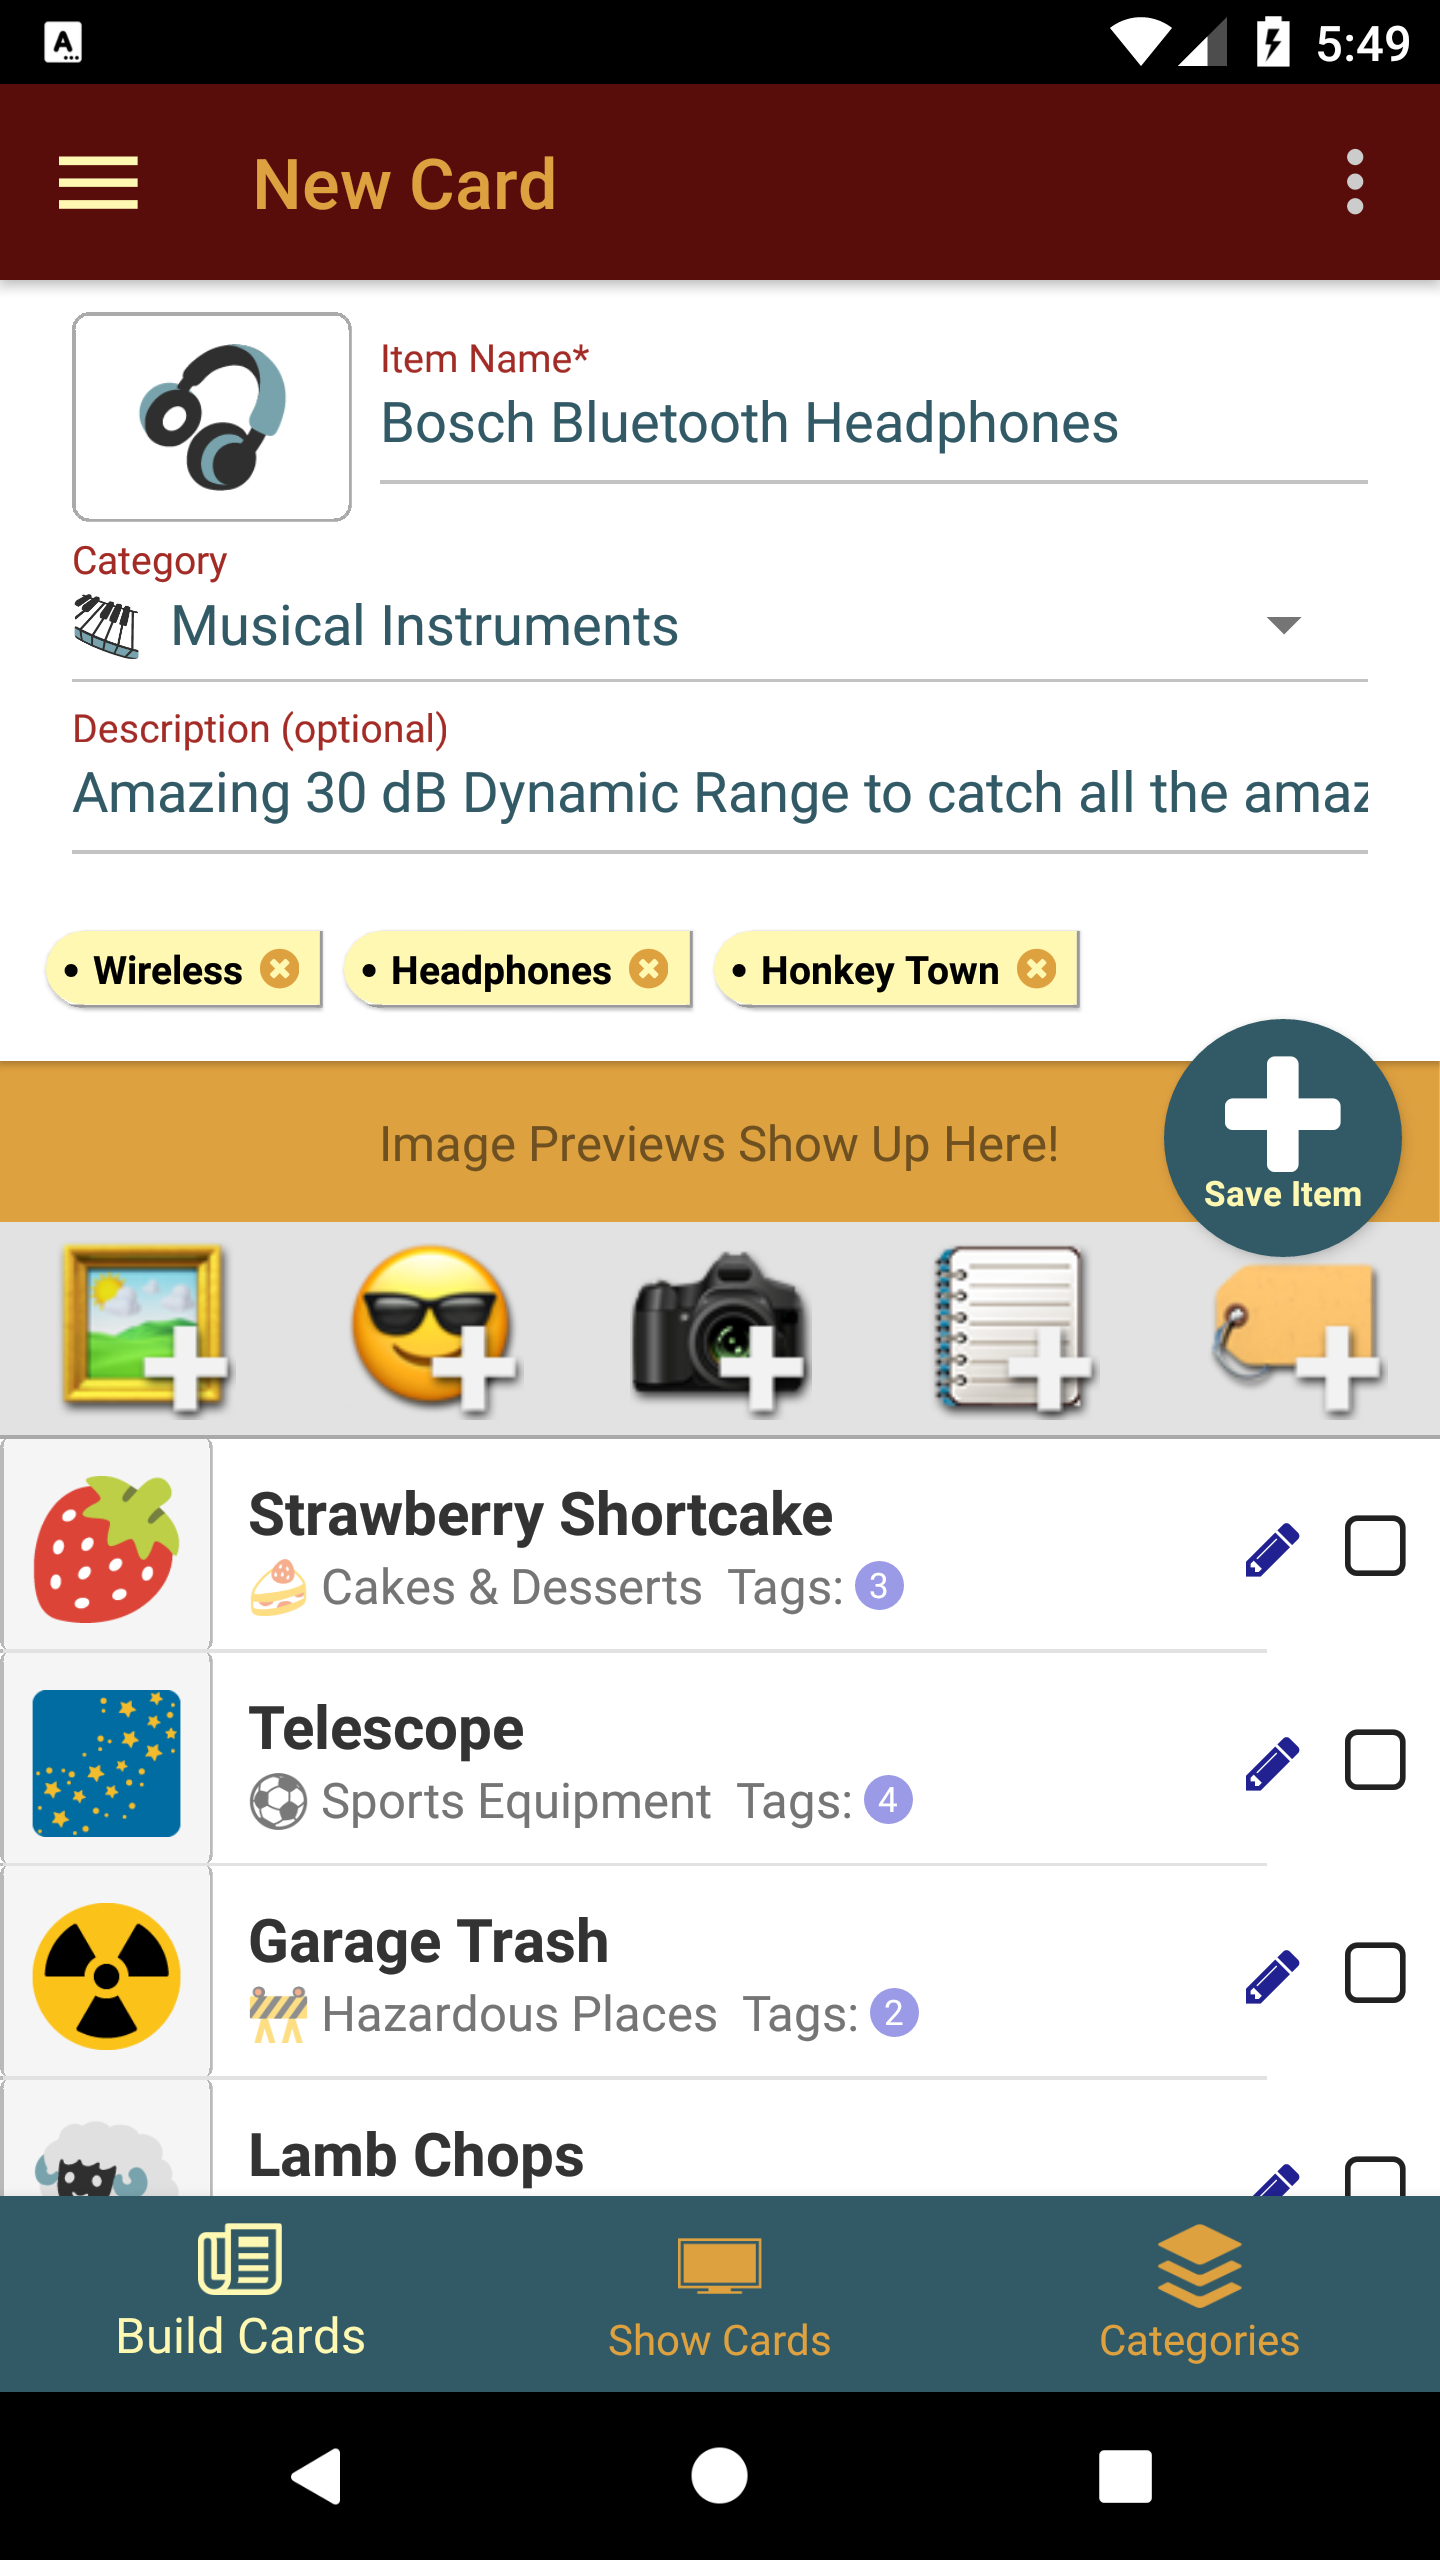 5:49
New Card
Item Name*
Bosch Bluetooth Headphones
Category
Musical Instruments
Description (optional)
Amazing 30 dB Dynamic Range to catch all the amaz
• Wireless
• Headphones
• Honkey Town
Image Previews Show Up Here!
Save Item
Strawberry Shortcake
Cakes & Desserts Tags: 3
Telescope
Sports Equipment Tags: 4
Garage Trash
Hazardous Places Tags: 2
Lamb Chops
Build Cards
Show Cards
Categories